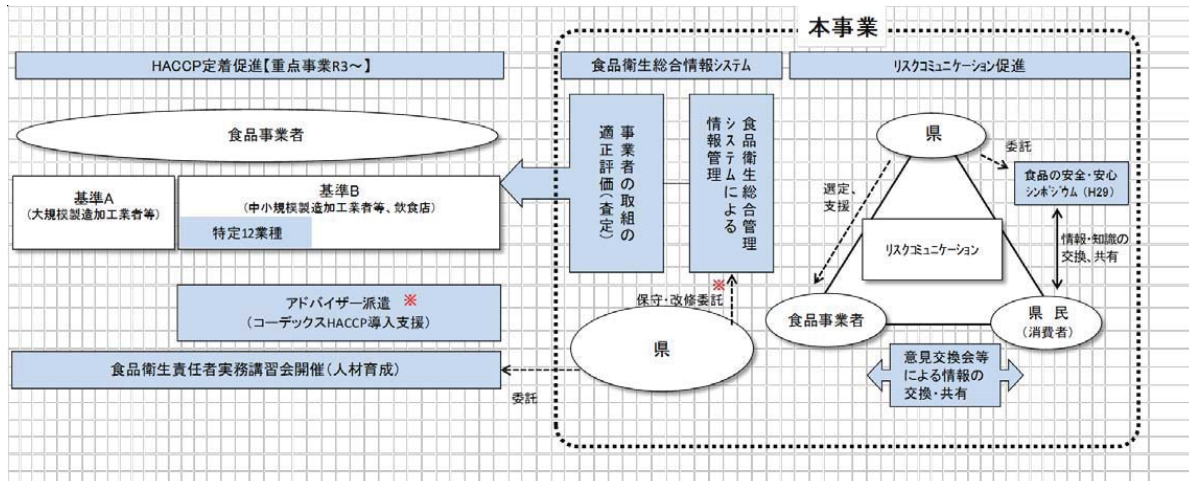 本事業
HACCP定着促進【重点事業R3～】
食品事業者
基準A
（大規模製造加工業者等）
基準B
（中小規模製造加工業者等、飲食店）
特定12業種
アドバイザー派遣　※
（コーデックスHACCP導入支援）
食品衛生責任者実務講習会開催（人材育成）
委託
食品衛生総合情報システム
事業者の取組の
適正評価（査定）
食品衛生総合管理
システムによる
情報管理
※
保守・改修委託
県
リスクコミュニケーション促進
県
委託
食品の安全・安心
シンポジウム（H29）
選定、
支援
リスクコミュニケーション
情報・知識の
交換、共有
食品事業者
県 民
（消費者）
意見交換会等
による情報の
交換・共有